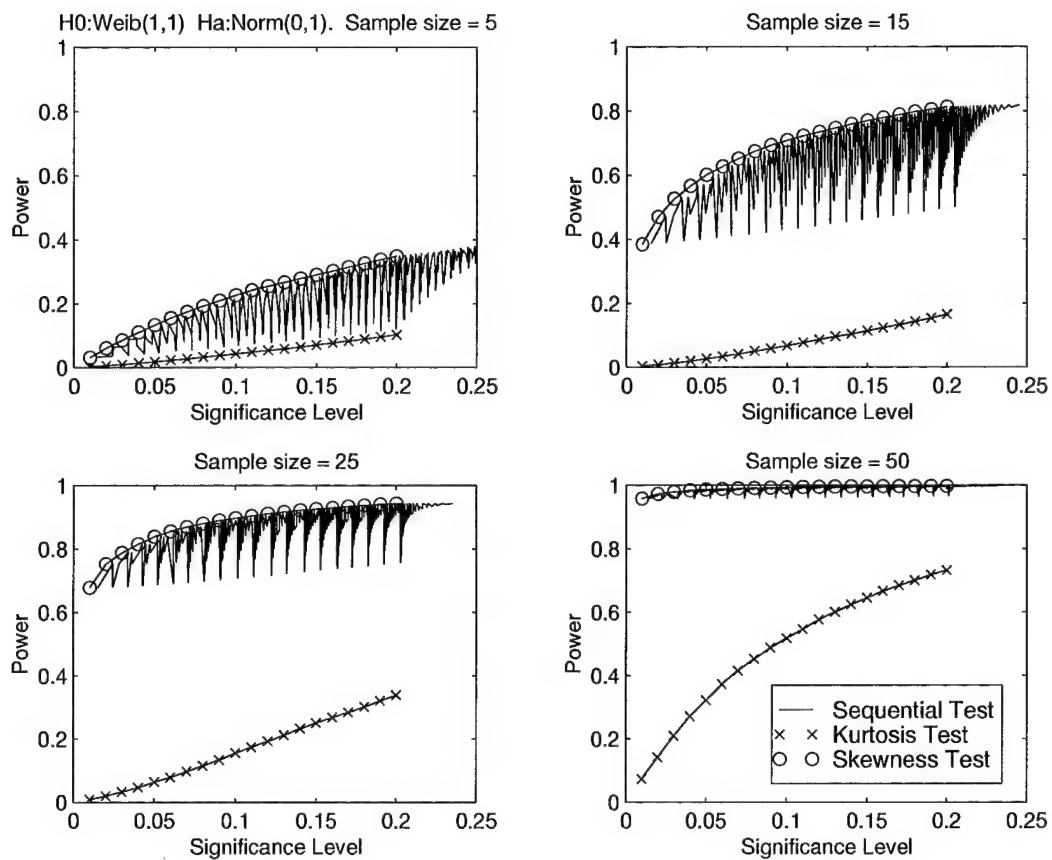 H0:Weib(1,1) Ha:Norm(0,1). Sample size = 5
1
0.8
0.6
0.4
0.2
0
Power
0 0.05 0.1 0.15 0.2 0.25
Significance Level
Sample size = 15
1
0.8
0.6
0.4
0.2
0
Power
0 0.05 0.1 0.15 0.2 0.25
Significance Level
Sample size = 25
1
0.8
0.6
0.4
0.2
0
Power
0 0.05 0.1 0.15 0.2 0.25
Significance Level
Sample size = 50
1
0.8
0.6
0.4
0.2
0
Power
0 0.05 0.1 0.15 0.2 0.25
Significance Level
Sequential Test
Kurtosis Test
Skewness Test